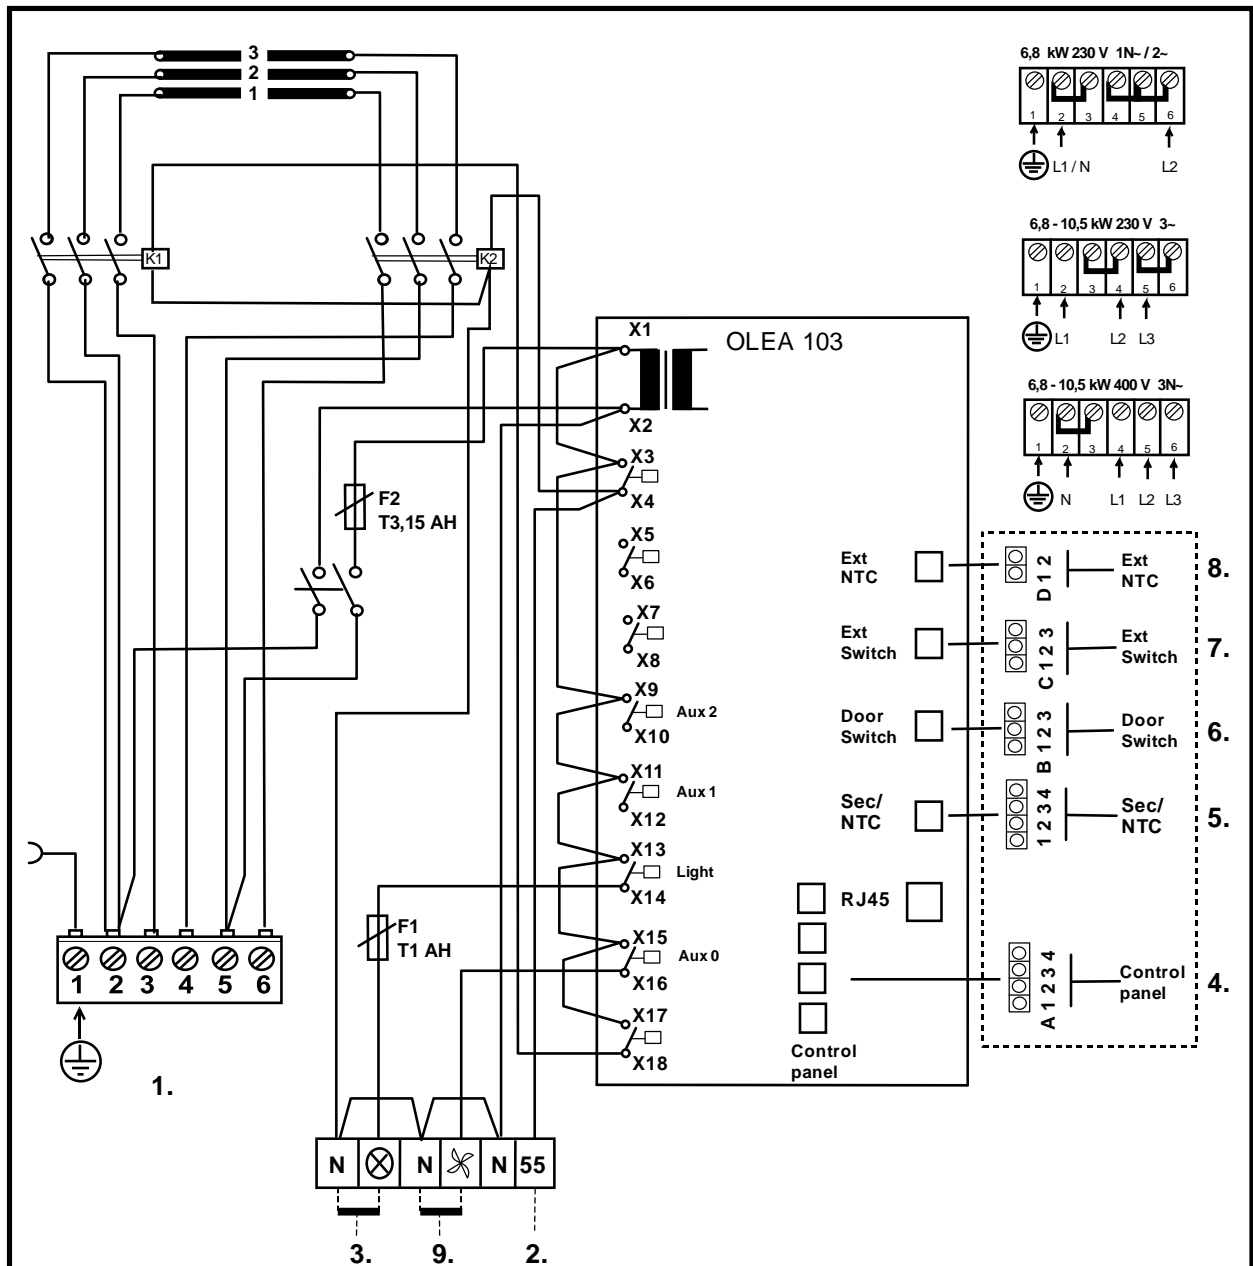 3
2
1
K1
K2
6,8 kW 230 V 1N~ / 2~
1 2 3 4 5 6
L1 / N L2
6,8 - 10,5 kW 230 V 3~
1 2 3 4 5 6
L1 L2 L3
6,8 - 10,5 kW 400 V 3N~
1 2 3 4 5 6
N L1 L2 L3
OLEA 103
X1
X2
X3
X4
X5
X6
X7
X8
X9
Aux 2
X10
X11
Aux 1
X12
X13
Light
X14
X15
Aux 0
X16
X17
X18
F2
T3,15 AH
F1
T1 AH
Ext
NTC
Ext
Switch
Door
Switch
Sec/
NTC
RJ45
Control
panel
D 1 2
Ext
NTC
8.
C 1 2 3
Ext
Switch
7.
B 1 2 3
Door
Switch
6.
1 2 3 4
Sec/
NTC
5.
A 1 2 3 4
Control
panel
4.
1 2 3 4 5 6
1.
N N N 55
3. 9. 2.